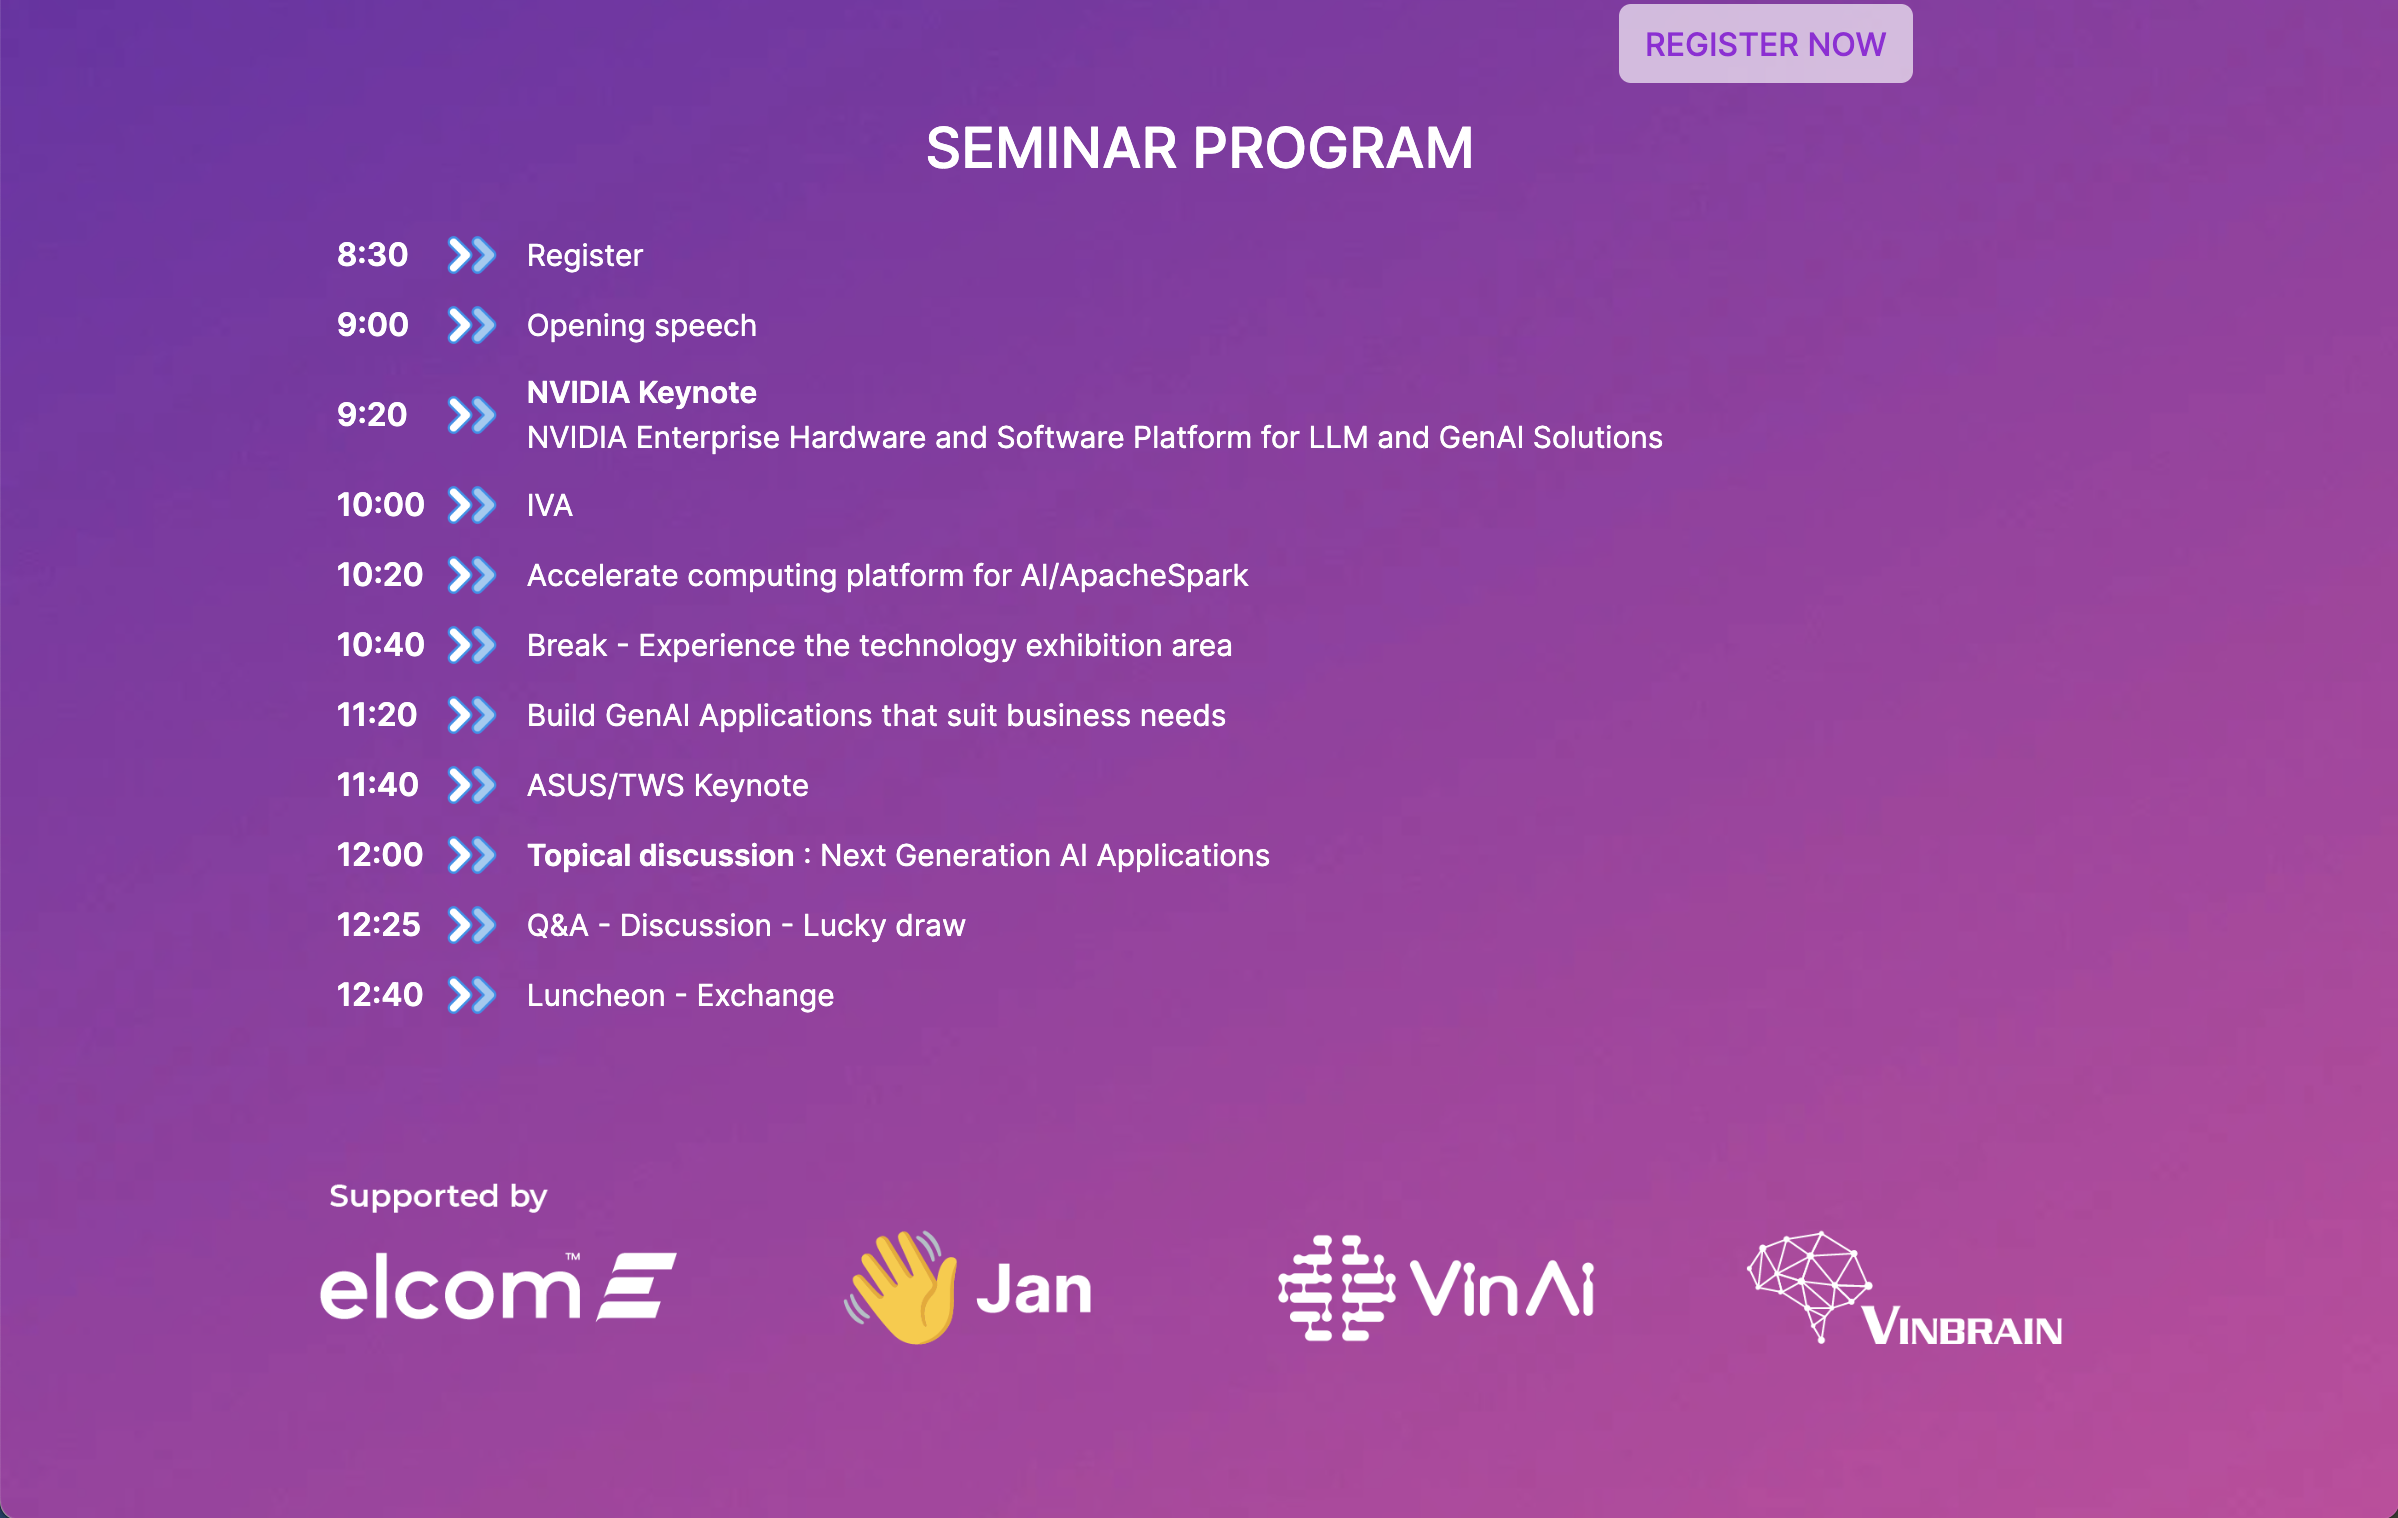 REGISTER NOW
SEMINAR PROGRAM
8:30 Register
9:00 Opening speech
9:20 NVIDIA Keynote
NVIDIA Enterprise Hardware and Software Platform for LLM and GenAI Solutions
10:00 IVA
10:20 Accelerate computing platform for AI/ApacheSpark
10:40 Break - Experience the technology exhibition area
11:20 Build GenAI Applications that suit business needs
11:40 ASUS/TWS Keynote
12:00 Topical discussion : Next Generation AI Applications
12:25 Q&A - Discussion - Lucky draw
12:40 Luncheon - Exchange
Supported by
elcom™ Jan VinAi VINBRAIN